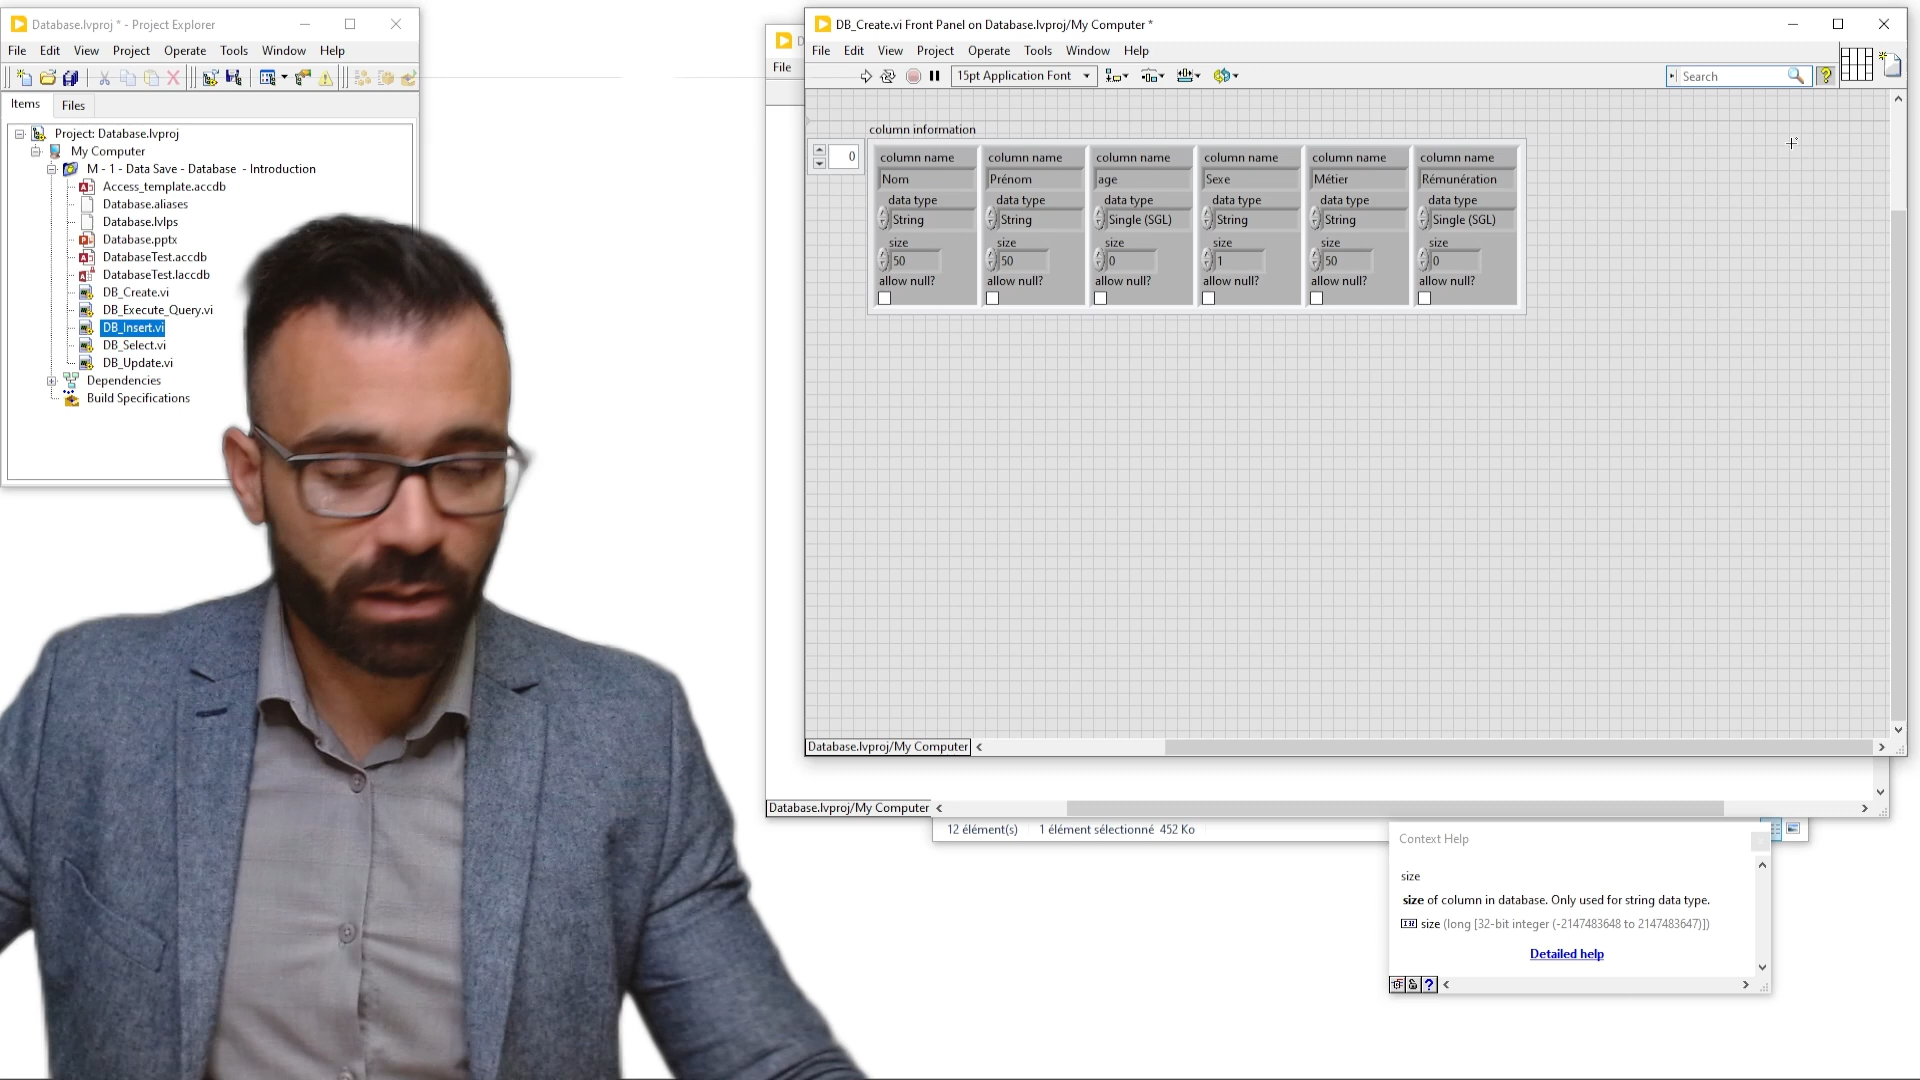 Database.lvproj * - Project Explorer
File Edit View Project Operate Tools Window Help
Items Files
Project: Database.lvproj
My Computer
M - 1 - Data Save - Database - Introduction
Access_template.accdb
Database.aliases
Database.lvlps
Database.pptx
DatabaseTest.accdb
DatabaseTest.laccdb
DB_Create.vi
DB_Execute_Query.vi
DB_Insert.vi
DB_Select.vi
DB_Update.vi
Dependencies
Build Specifications
D
File
DB_Create.vi Front Panel on Database.lvproj/My Computer *
File Edit View Project Operate Tools Window Help
15pt Application Font
Search
?
column information
0
column name column name column name column name column name column name
Nom Prénom age Sexe Métier Rémunération
data type data type data type data type data type data type
String String Single (SGL) String String Single (SGL)
size size size size size size
50 50 0 1 50 0
allow null? allow null? allow null? allow null? allow null? allow null?
Database.lvproj/My Computer
Database.lvproj/My Computer
12 élément(s) 1 élément sélectionné 452 Ko
Context Help
size
size of column in database. Only used for string data type.
I32 size (long [32-bit integer (-2147483648 to 2147483647)])
Detailed help
?